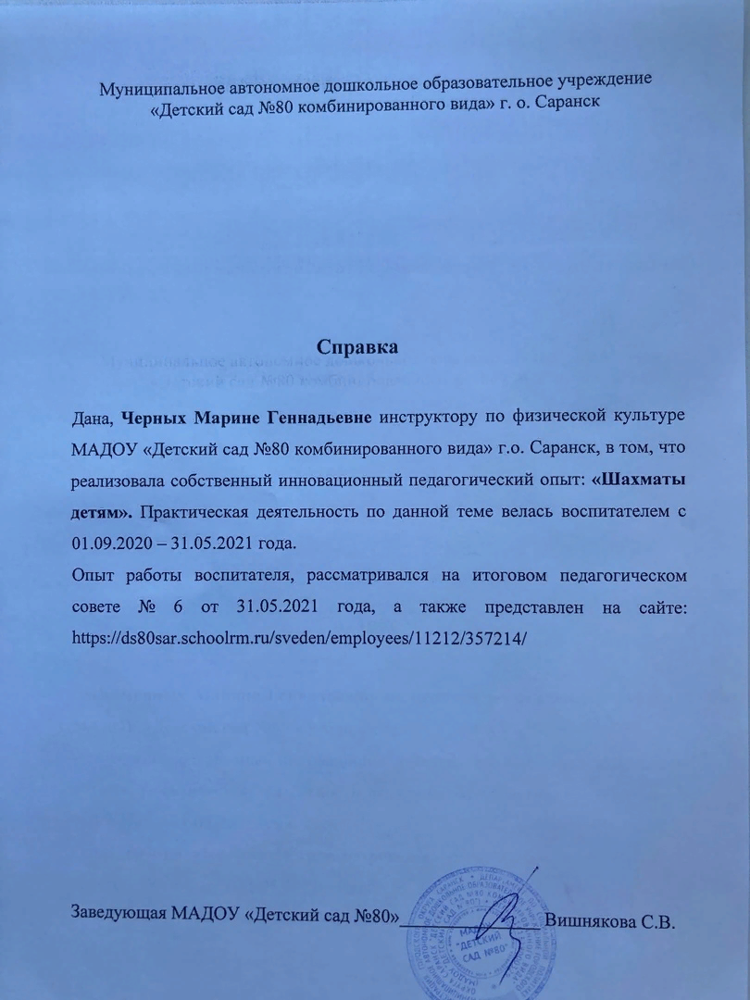 Муниципальное автономное дошкольное образовательное учреждение
«Детский сад №80 комбинированного вида» г. о. Саранск
Справка
Дана, Черных Марине Геннадьевне инструктору по физической культуре
МАДОУ «Детский сад №80 комбинированного вида» г.о. Саранск, в том, что
реализовала собственный инновационный педагогический опыт: «Шахматы
детям». Практическая деятельность по данной теме велась воспитателем с
01.09.2020 – 31.05.2021 года.
Опыт работы воспитателя, рассматривался на итоговом педагогическом
совете № 6 от 31.05.2021 года, а также представлен на сайте:
https://ds80sar.schoolrm.ru/sveden/employees/11212/357214/
Заведующая МАДОУ «Детский сад №80»_______________ Вишнякова С.В.
"ДЕТСКИЙ
САД №80"